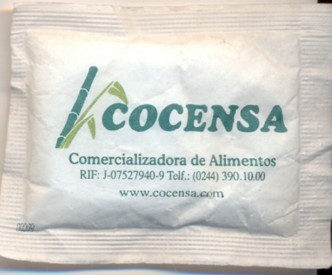 COCENSA
Comercializadora de Alimentos
RIF: J-07527940-9 Telf.: (0244) 390.10.00
www.cocensa.com